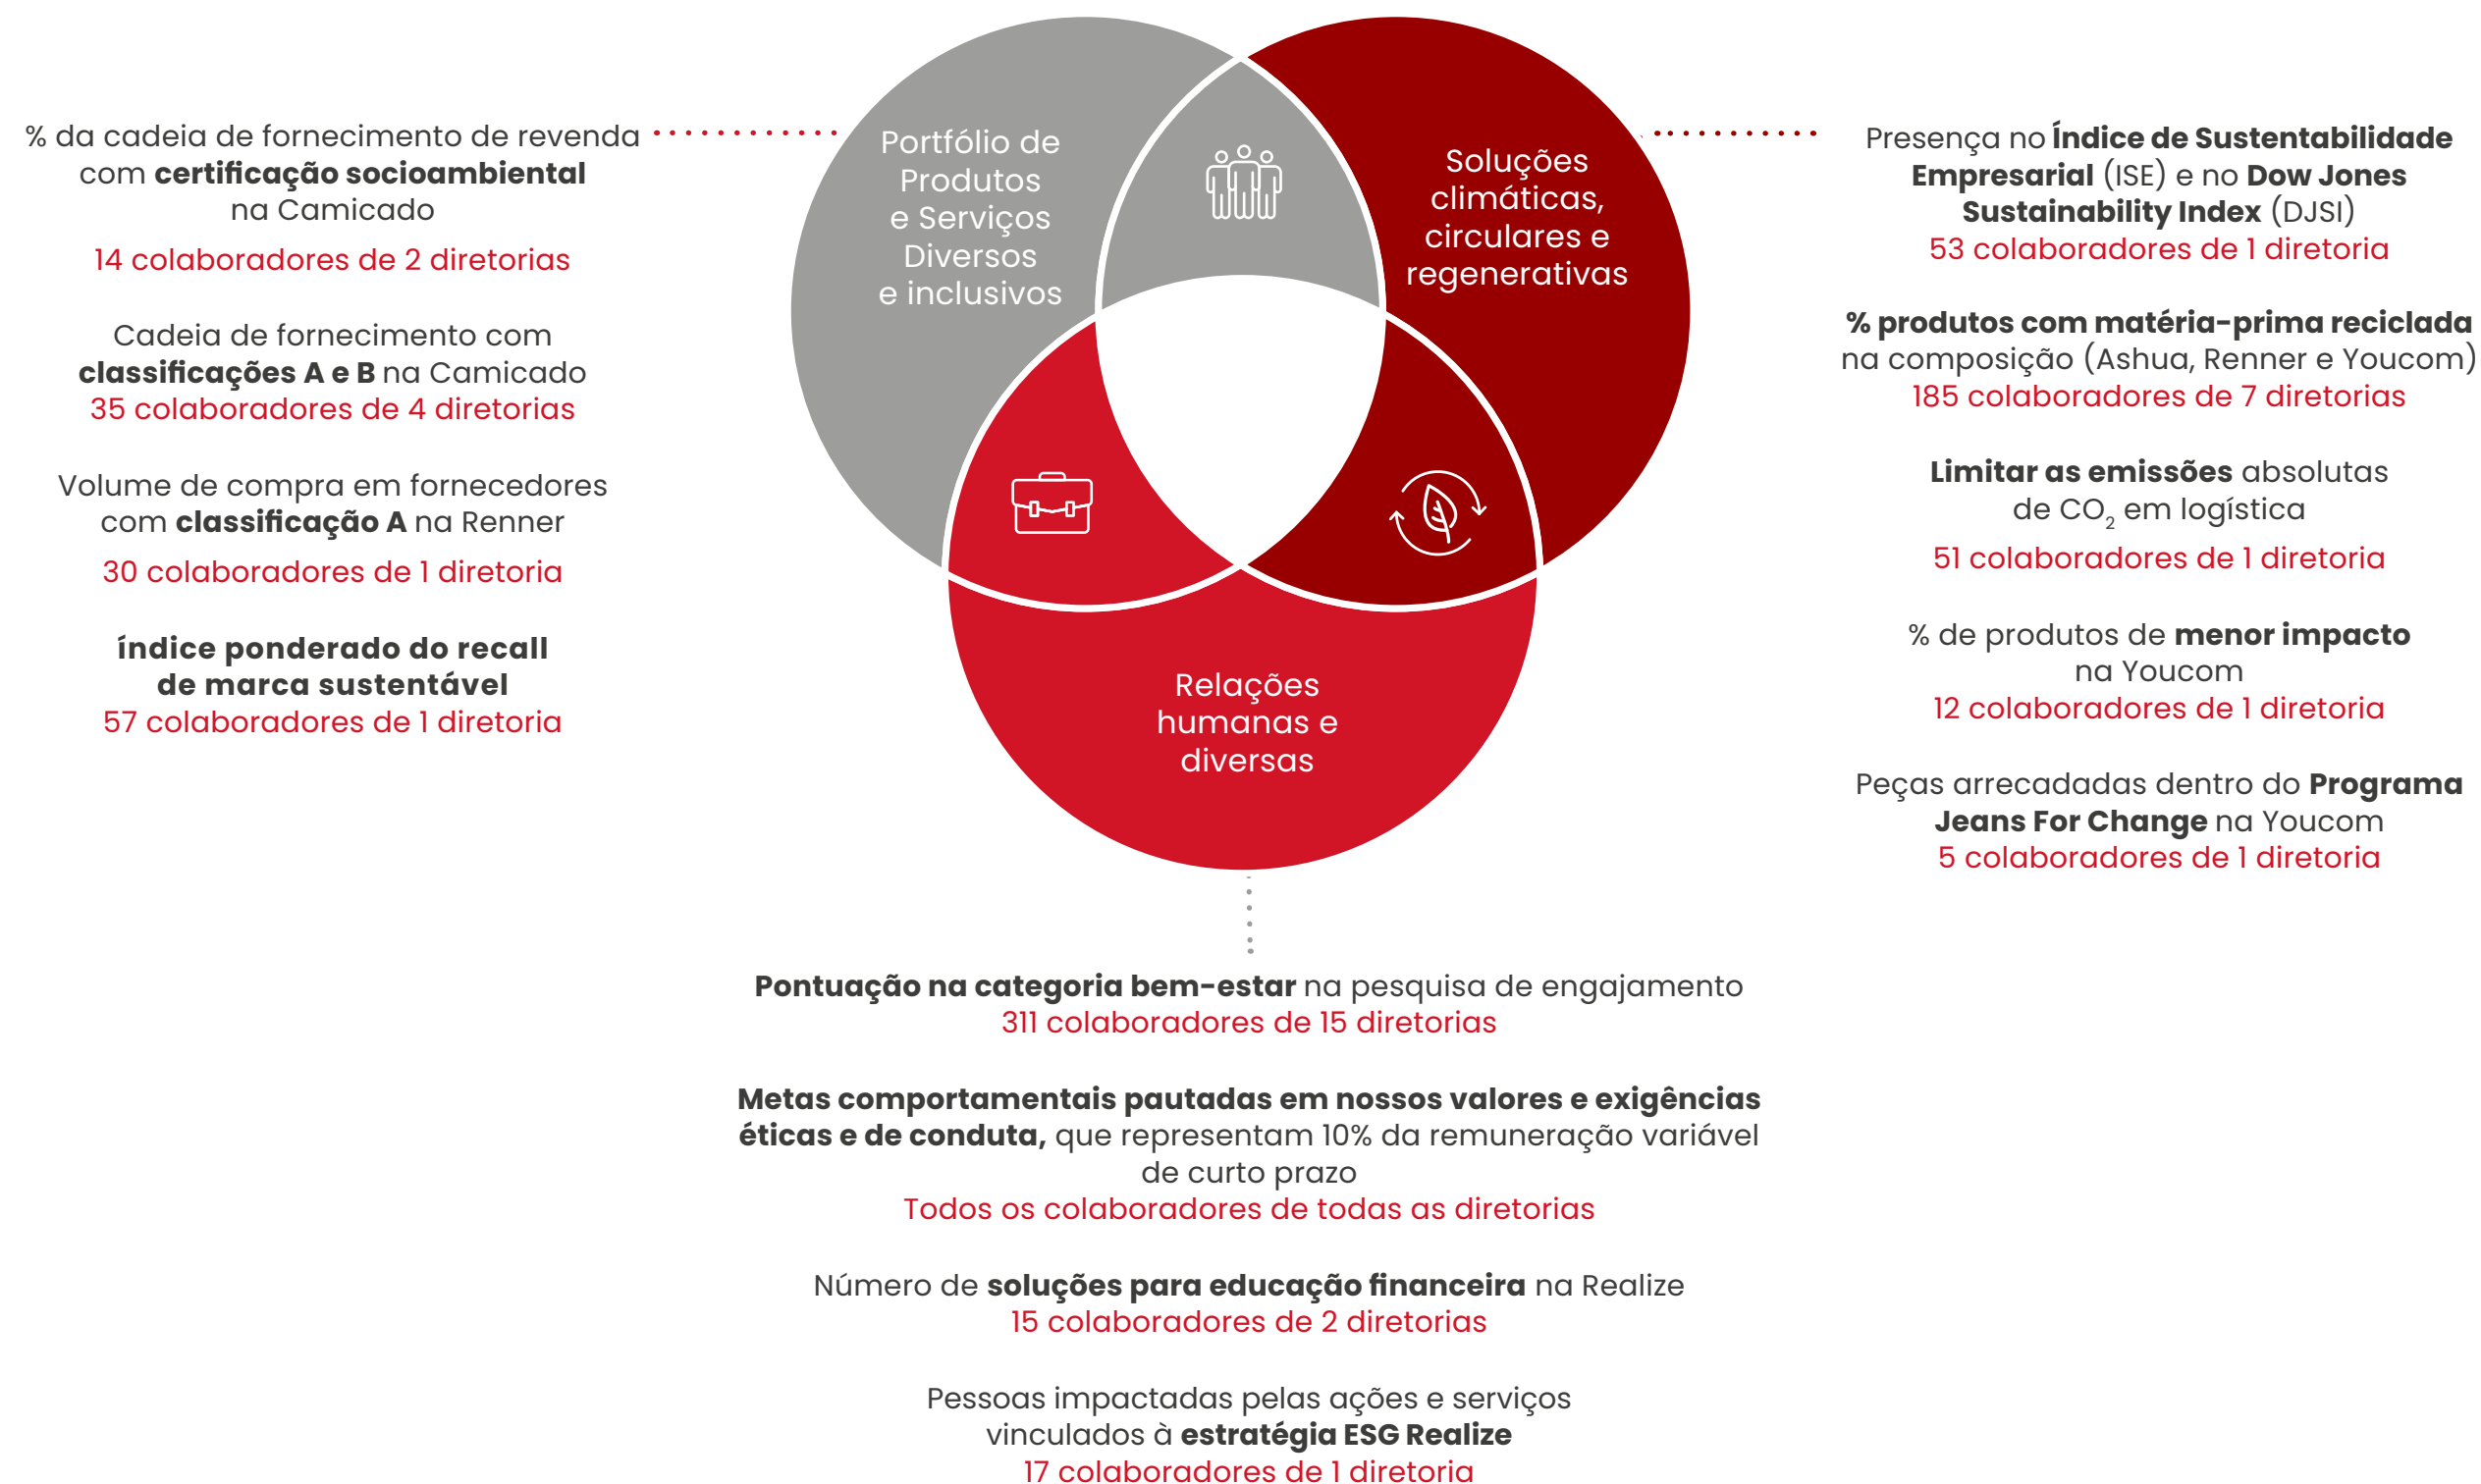 % da cadeia de fornecimento de revenda
com certificação socioambiental
na Camicado
14 colaboradores de 2 diretorias
Cadeia de fornecimento com
classificações A e B na Camicado
35 colaboradores de 4 diretorias
Volume de compra em fornecedores
com classificação A na Renner
30 colaboradores de 1 diretoria
índice ponderado do recall
de marca sustentável
57 colaboradores de 1 diretoria
Portfólio de
Produtos
e Serviços
Diversos
e inclusivos
Soluções
climáticas,
circulares e
regenerativas
Relações
humanas e
diversas
Presença no Índice de Sustentabilidade
Empresarial (ISE) e no Dow Jones
Sustainability Index (DJSI)
53 colaboradores de 1 diretoria
% produtos com matéria-prima reciclada
na composição (Ashua, Renner e Youcom)
185 colaboradores de 7 diretorias
Limitar as emissões absolutas
de CO₂ em logística
51 colaboradores de 1 diretoria
% de produtos de menor impacto
na Youcom
12 colaboradores de 1 diretoria
Peças arrecadadas dentro do Programa
Jeans For Change na Youcom
5 colaboradores de 1 diretoria
Pontuação na categoria bem-estar na pesquisa de engajamento
311 colaboradores de 15 diretorias
Metas comportamentais pautadas em nossos valores e exigências
éticas e de conduta, que representam 10% da remuneração variável
de curto prazo
Todos os colaboradores de todas as diretorias
Número de soluções para educação financeira na Realize
15 colaboradores de 2 diretorias
Pessoas impactadas pelas ações e serviços
vinculados à estratégia ESG Realize
17 colaboradores de 1 diretoria